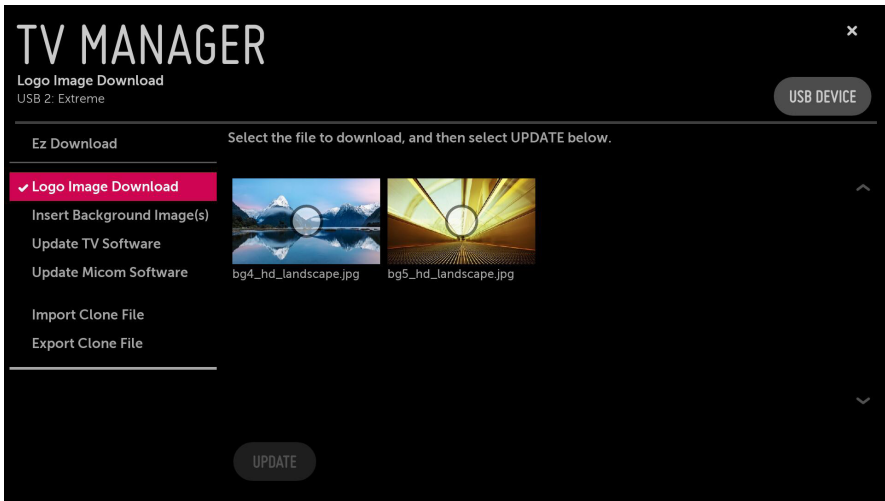 TV MANAGER
Logo Image Download
USB 2: Extreme
USB DEVICE
Ez Download
Select the file to download, and then select UPDATE below.
Logo Image Download
Insert Background Image(s)
Update TV Software
Update Micom Software
Import Clone File
Export Clone File
bg4_hd_landscape.jpg
bg5_hd_landscape.jpg
UPDATE